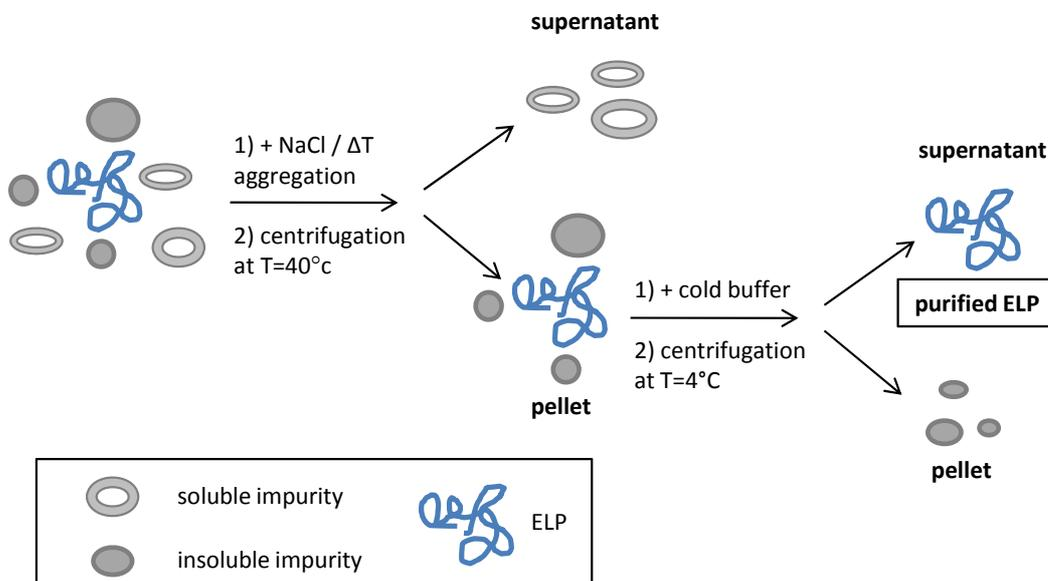 supernatant
1) + NaCl / ΔT
aggregation
2) centrifugation
at T=40°c
supernatant
purified ELP
1) + cold buffer
2) centrifugation
at T=4°C
pellet
pellet
soluble impurity
ELP
insoluble impurity